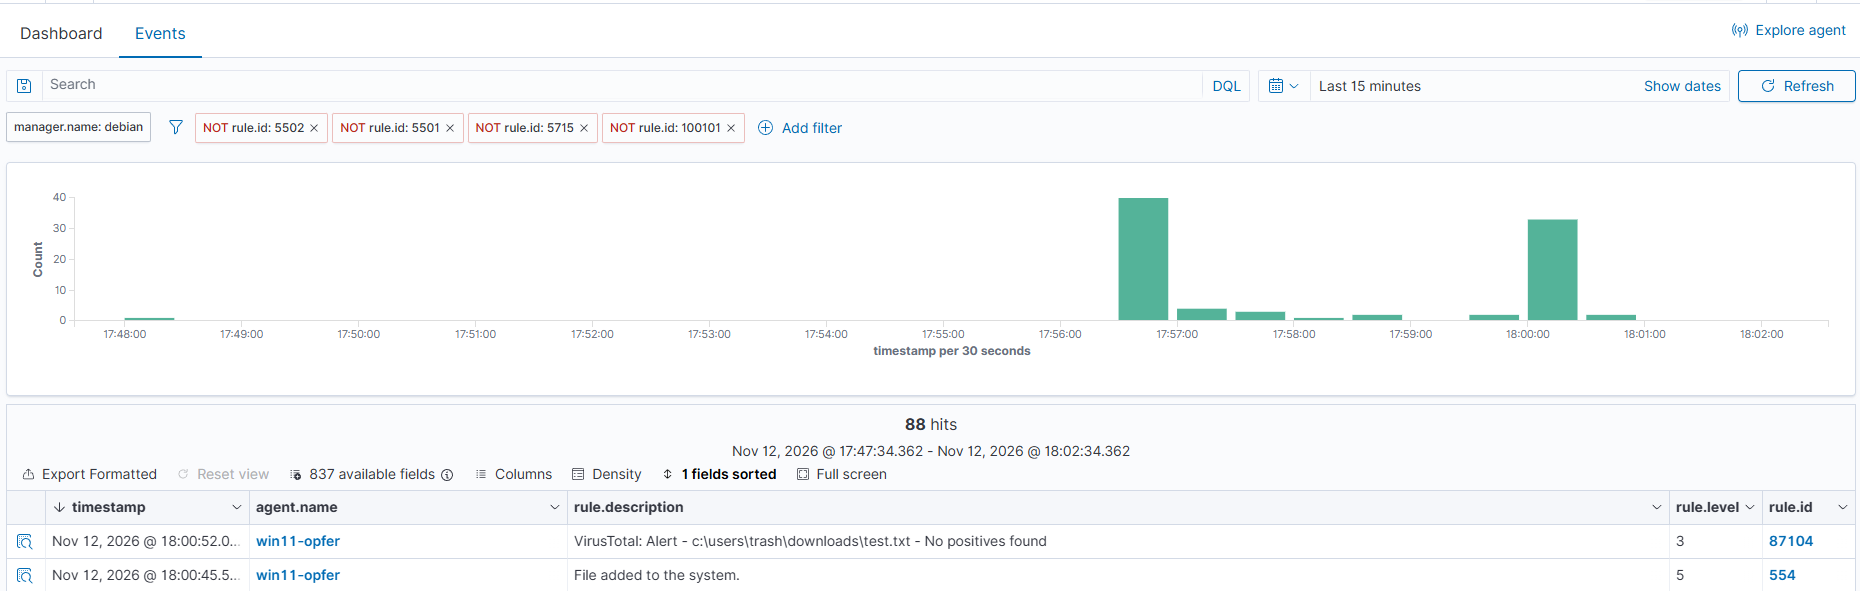 Dashboard Events Explore agent
Search DQL Last 15 minutes Show dates Refresh
manager.name: debian NOT rule.id: 5502 × NOT rule.id: 5501 × NOT rule.id: 5715 × NOT rule.id: 100101 × Add filter
40
30
20
10
0
Count
17:48:00 17:49:00 17:50:00 17:51:00 17:52:00 17:53:00 17:54:00 17:55:00 17:56:00 17:57:00 17:58:00 17:59:00 18:00:00 18:01:00 18:02:00
timestamp per 30 seconds
88 hits
Nov 12, 2026 @ 17:47:34.362 - Nov 12, 2026 @ 18:02:34.362
Export Formatted Reset view 837 available fields Columns Density 1 fields sorted Full screen
timestamp agent.name rule.description rule.level rule.id
Nov 12, 2026 @ 18:00:52.0... win11-opfer VirusTotal: Alert - c:\users\trash\downloads\test.txt - No positives found 3 87104
Nov 12, 2026 @ 18:00:45.5... win11-opfer File added to the system. 5 554